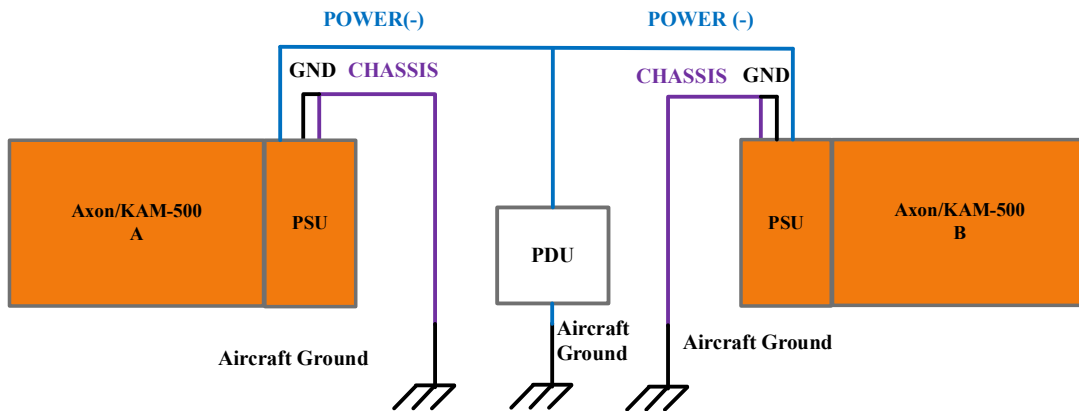 POWER(-)
POWER (-)
GND
CHASSIS
CHASSIS
GND
Axon/KAM-500
A
PSU
PDU
PSU
Axon/KAM-500
B
Aircraft Ground
Aircraft
Ground
Aircraft Ground